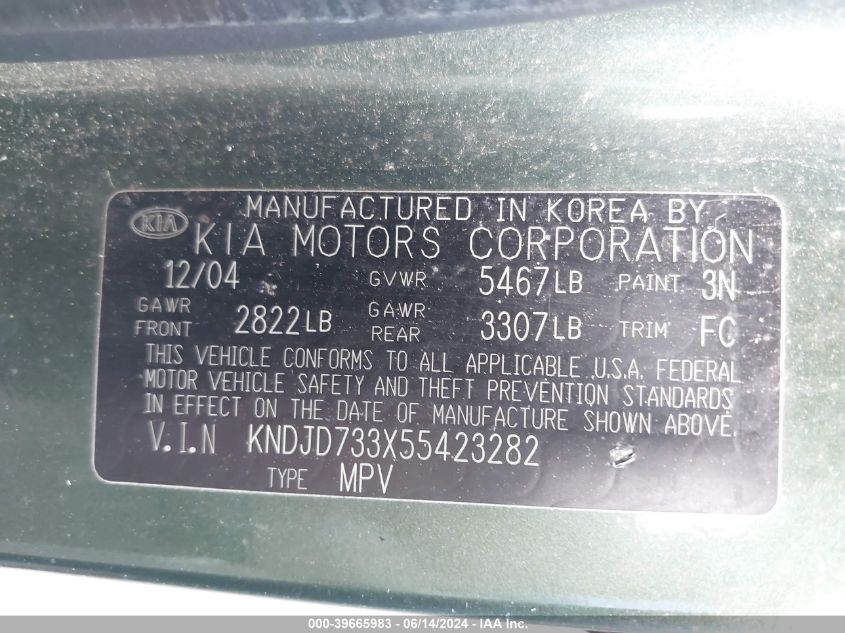 MANUFACTURED IN KOREA BY
KIA KIA MOTORS CORPORATION
12/04 GVWR 5467LB PAINT 3N
GAWR FRONT 2822LB GAWR REAR 3307LB TRIM FC
THIS VEHICLE CONFORMS TO ALL APPLICABLE U.S.A. FEDERAL
MOTOR VEHICLE SAFETY AND THEFT PREVENTION STANDARDS
IN EFFECT ON THE DATE OF MANUFACTURE SHOWN ABOVE.
V.I.N KNDJD733X55423282
TYPE MPV
000-39665983 - 06/14/2024 - IAA Inc.